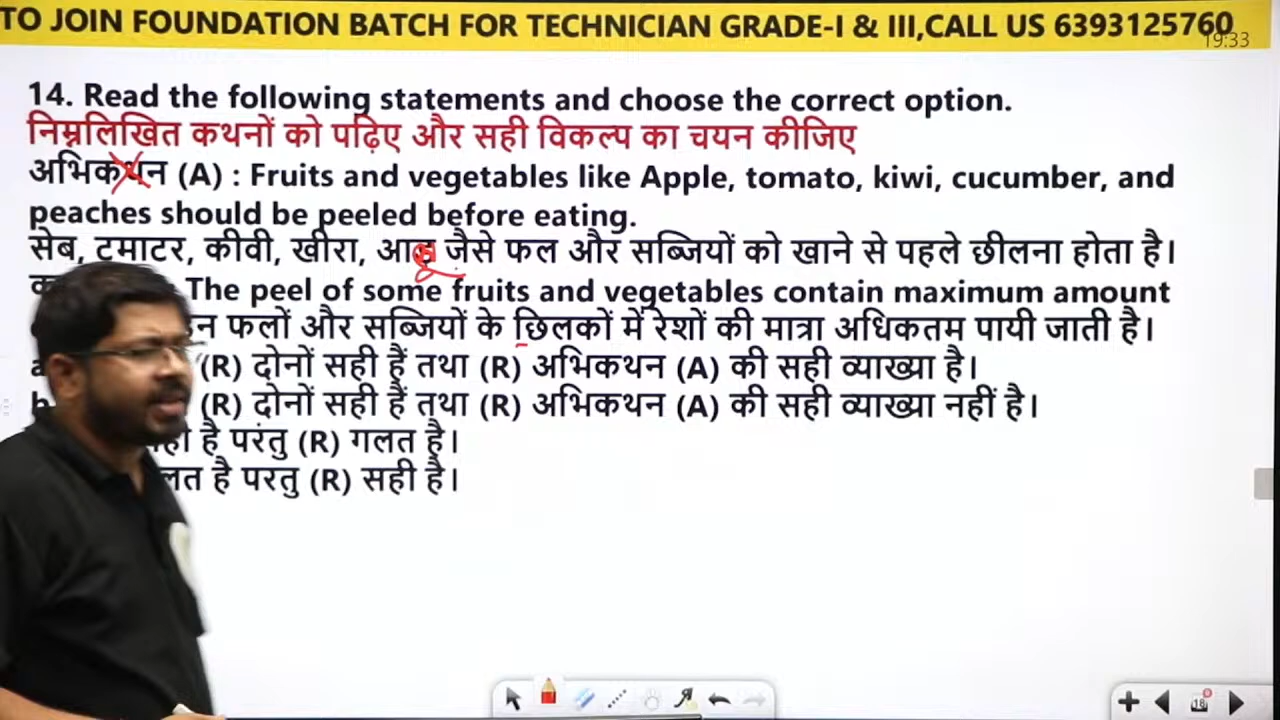 TO JOIN FOUNDATION BATCH FOR TECHNICIAN GRADE-I & III,CALL US 6393125760
19:33
14. Read the following statements and choose the correct option.
निम्नलिखित कथनों को पढ़िए और सही विकल्प का चयन कीजिए
अभिकथन (A) : Fruits and vegetables like Apple, tomato, kiwi, cucumber, and
peaches should be peeled before eating.
सेब, टमाटर, कीवी, खीरा, जैसे फल और सब्जियों को खाने से पहले छीलना होता है।
The peel of some fruits and vegetables contain maximum amount
फलों और सब्जियों के छिलकों में रेशों की मात्रा अधिकतम पायी जाती है।
(R) दोनों सही हैं तथा (R) अभिकथन (A) की सही व्याख्या है।
(R) दोनों सही हैं तथा (R) अभिकथन (A) की सही व्याख्या नहीं है।
है परंतु (R) गलत है।
है परतु (R) सही है।
18